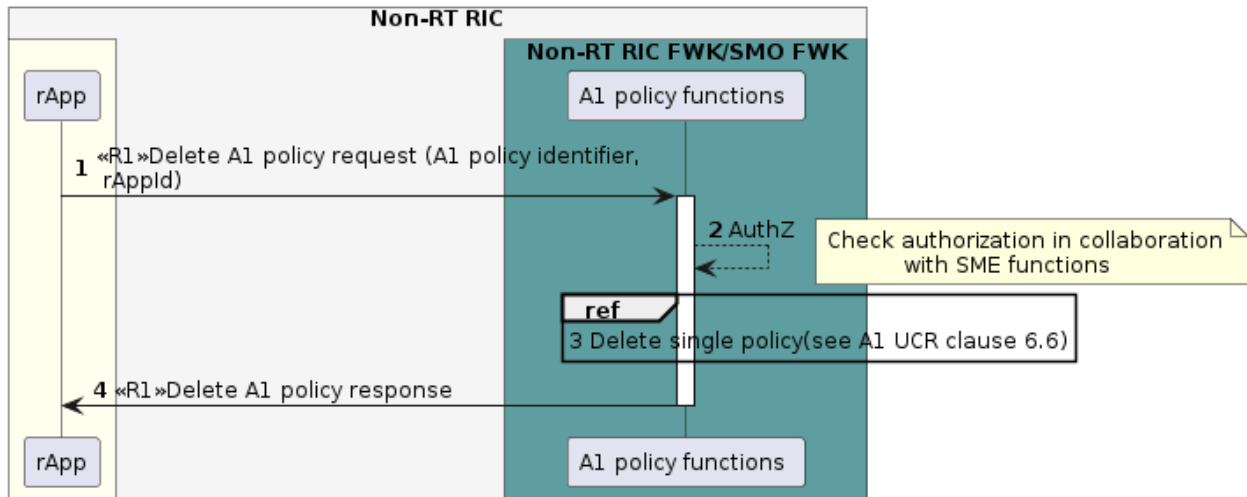 Non-RT RIC
Non-RT RIC FWK/SMO FWK
rApp
A1 policy functions
1 «R1»Delete A1 policy request (A1 policy identifier,
rAppId)
2 AuthZ
Check authorization in collaboration
with SME functions
ref
3 Delete single policy(see A1 UCR clause 6.6)
4 «R1»Delete A1 policy response
rApp
A1 policy functions